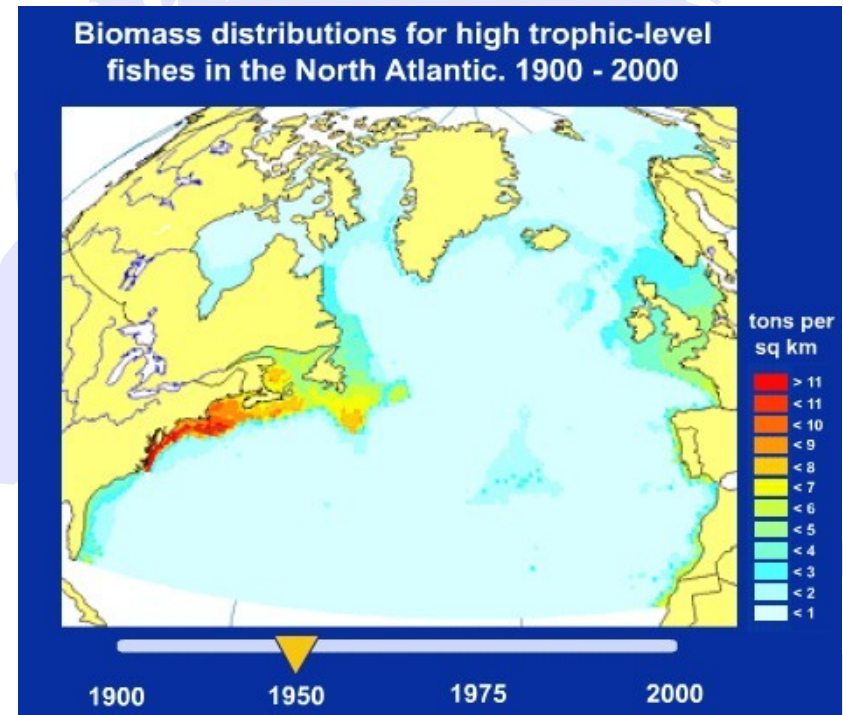 Biomass distributions for high trophic-level
fishes in the North Atlantic. 1900 - 2000
tons per
sq km
> 11
< 11
< 10
< 9
< 8
< 7
< 6
< 5
< 4
< 3
< 2
< 1
1900 1950 1975 2000